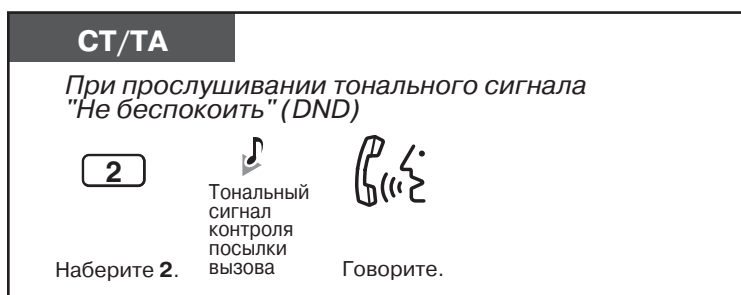 СТ/ТА
При прослушивании тонального сигнала
"Не беспокоить" (DND)
2
Тональный
сигнал
контроля
посылки
вызова
Наберите 2.
Говорите.